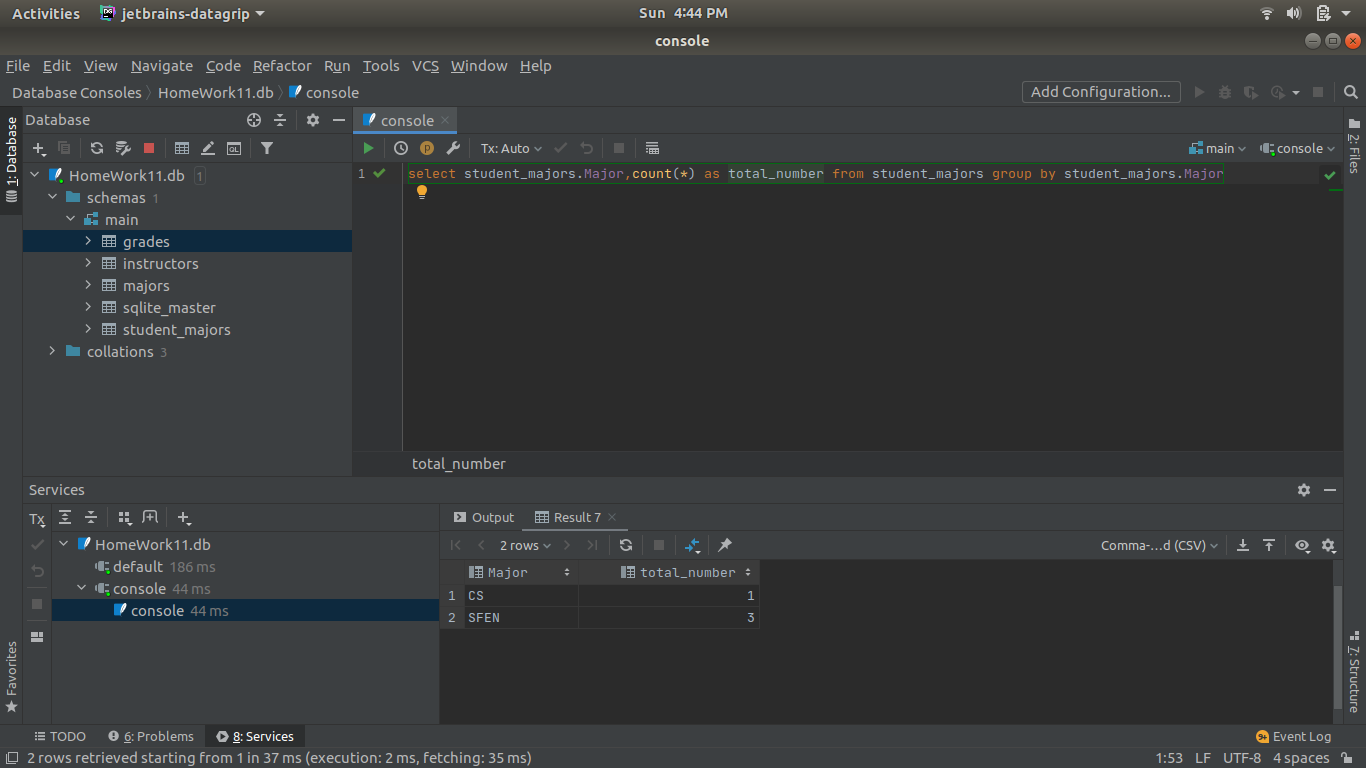 Activities jetbrains-datagrip Sun 4:44 PM
console
File Edit View Navigate Code Refactor Run Tools VCS Window Help
Database Consoles HomeWork11.db console Add Configuration...
1: Database
Favorites
Database
HomeWork11.db 1
schemas 1
main
grades
instructors
majors
sqlite_master
student_majors
collations 3
console
Tx: Auto main console
1 select student_majors.Major,count(*) as total_number from student_majors group by student_majors.Major
total_number
2: Files
7: Structure
Services
Tx
HomeWork11.db
default 186 ms
console 44 ms
console 44 ms
Output Result 7
2 rows Comma-...d (CSV)
Major total_number
1 CS 1
2 SFEN 3
TODO 6: Problems 8: Services 9+ Event Log
2 rows retrieved starting from 1 in 37 ms (execution: 2 ms, fetching: 35 ms) 1:53 LF UTF-8 4 spaces